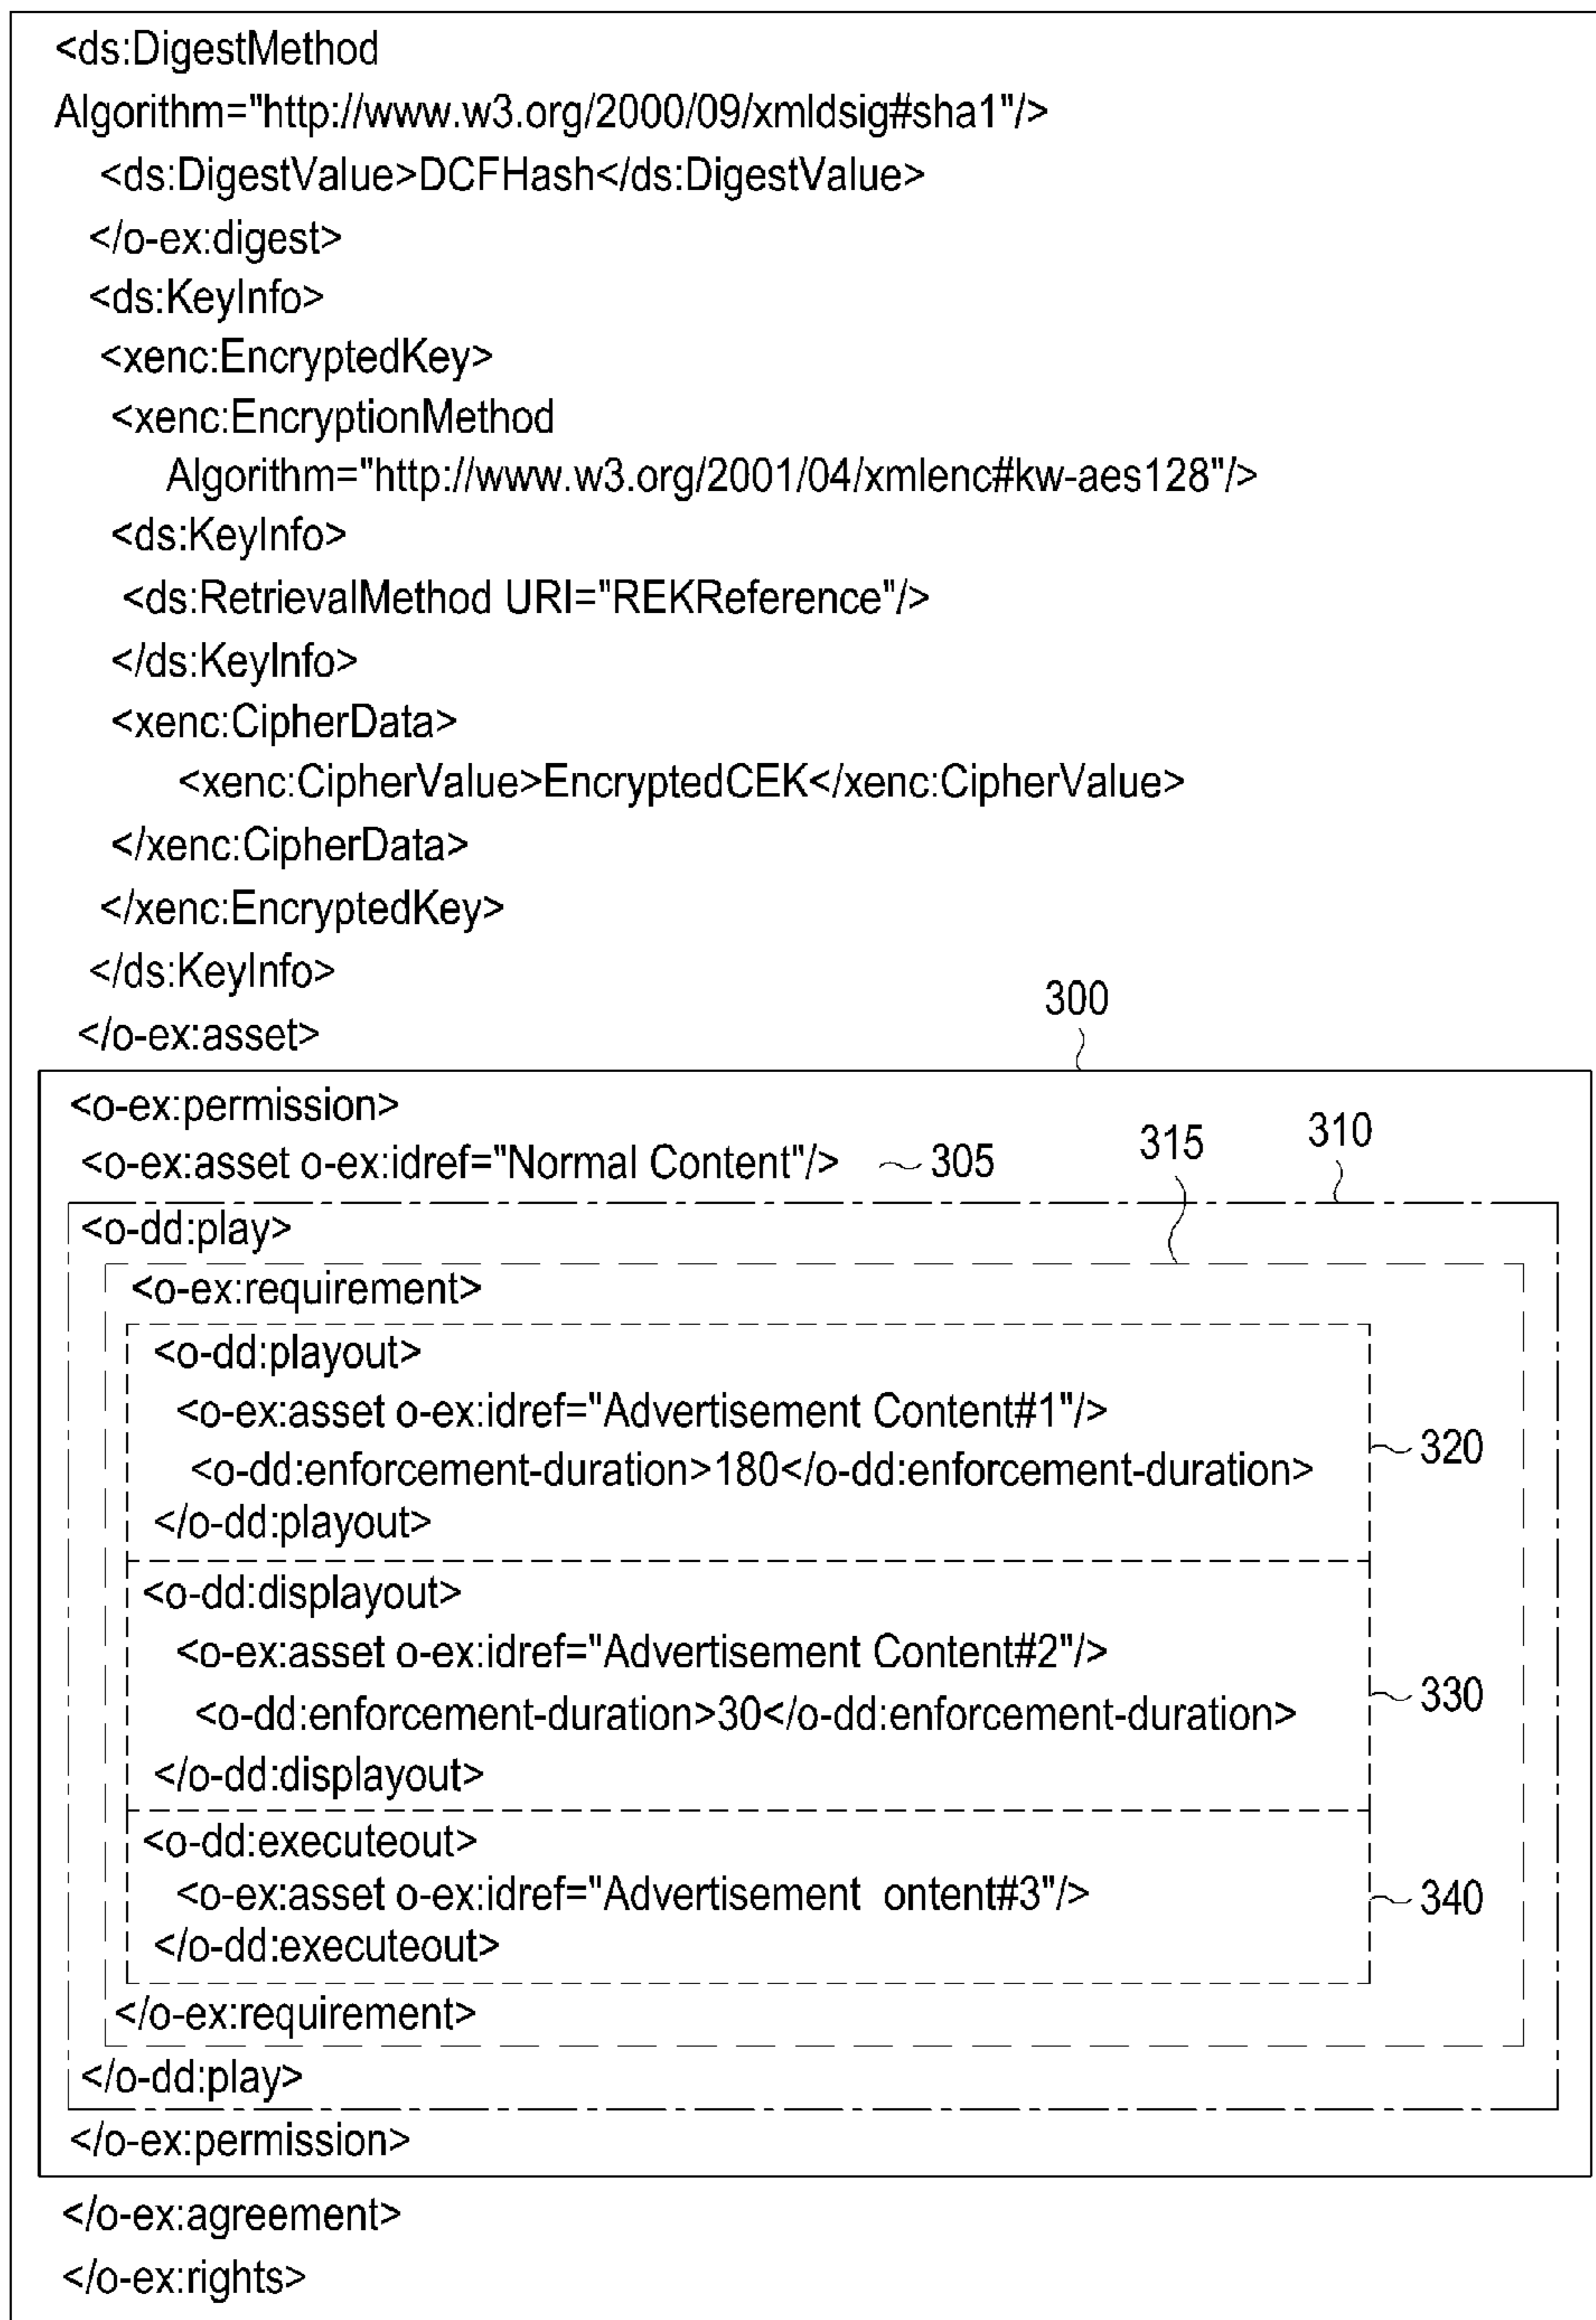 <ds:DigestMethod
Algorithm="http://www.w3.org/2000/09/xmldsig#sha1"/>
<ds:DigestValue>DCFHash</ds:DigestValue>
</o-ex:digest>
<ds:KeyInfo>
<xenc:EncryptedKey>
<xenc:EncryptionMethod
Algorithm="http://www.w3.org/2001/04/xmlenc#kw-aes128"/>
<ds:KeyInfo>
<ds:RetrievalMethod URI="REKReference"/>
</ds:KeyInfo>
<xenc:CipherData>
<xenc:CipherValue>EncryptedCEK</xenc:CipherValue>
</xenc:CipherData>
</xenc:EncryptedKey>
</ds:KeyInfo>
300
</o-ex:asset>
<o-ex:permission>
<o-ex:asset o-ex:idref="Normal Content"/> 305 315 310
<o-dd:play>
<o-ex:requirement>
<o-dd:playout>
<o-ex:asset o-ex:idref="Advertisement Content#1"/>
<o-dd:enforcement-duration>180</o-dd:enforcement-duration> 320
</o-dd:playout>
<o-dd:displayout>
<o-ex:asset o-ex:idref="Advertisement Content#2"/>
<o-dd:enforcement-duration>30</o-dd:enforcement-duration> 330
</o-dd:displayout>
<o-dd:executeout>
<o-ex:asset o-ex:idref="Advertisement ontent#3"/> 340
</o-dd:executeout>
</o-ex:requirement>
</o-dd:play>
</o-ex:permission>
</o-ex:agreement>
</o-ex:rights>